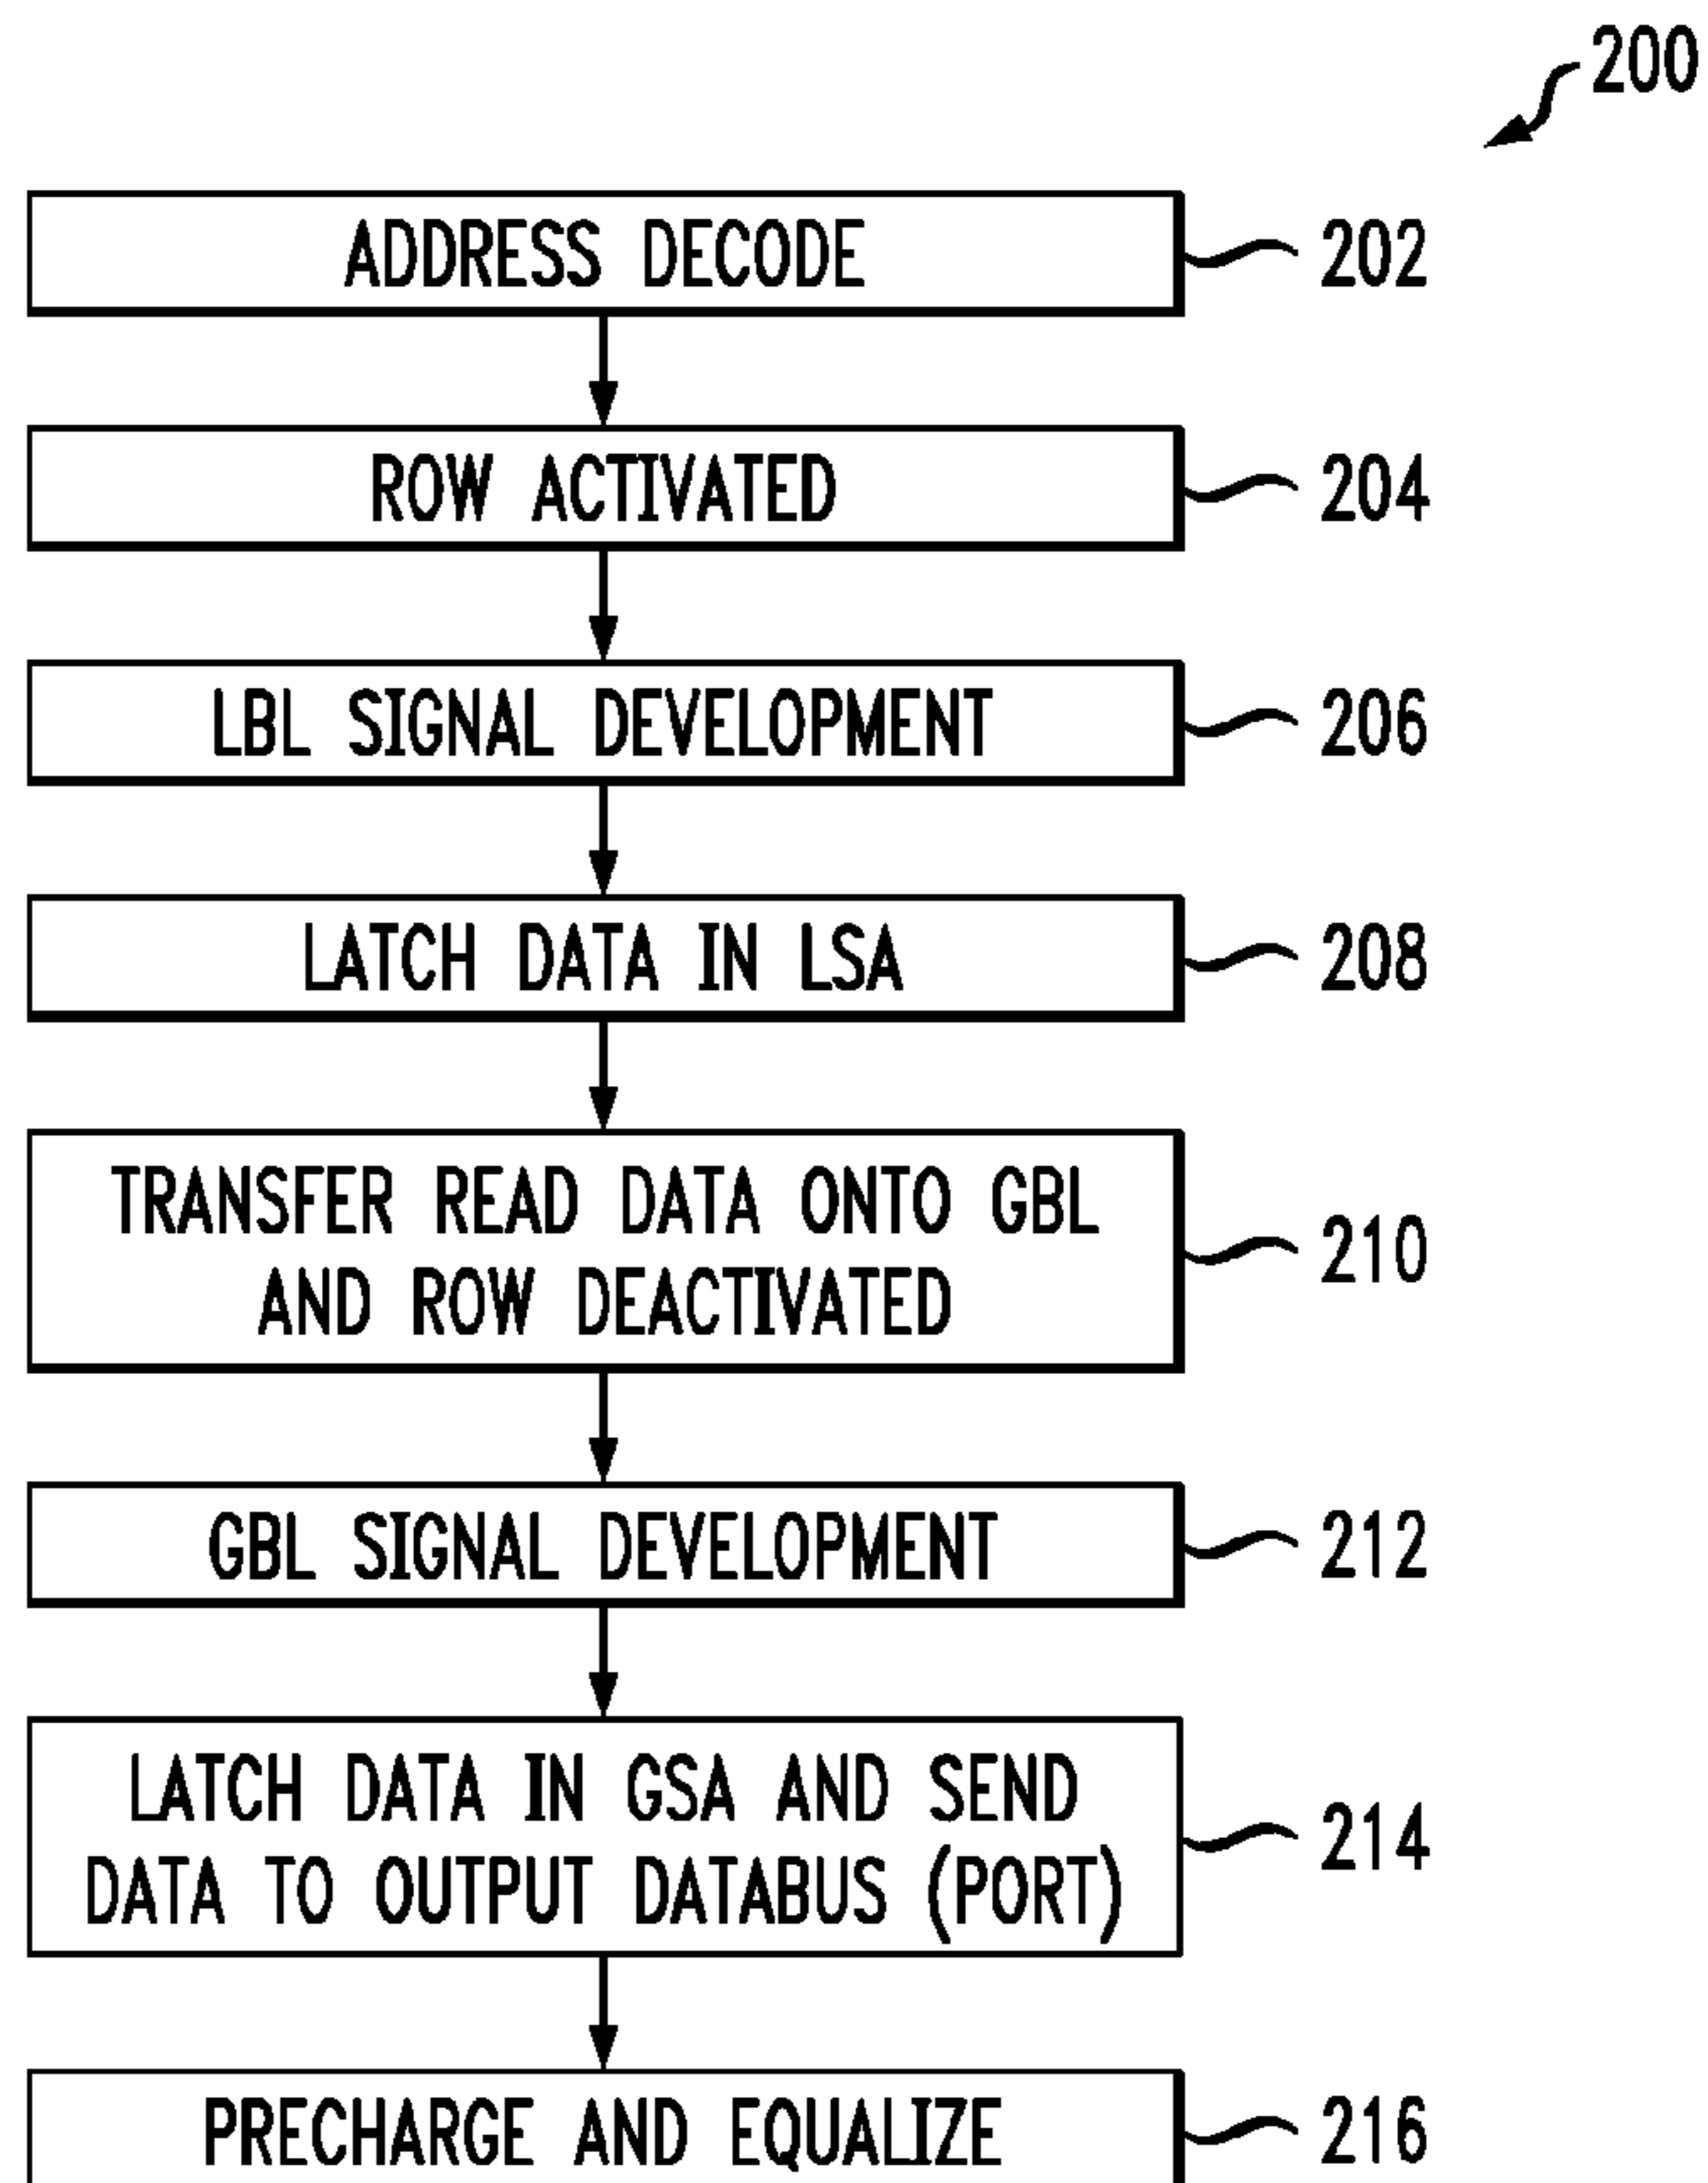 200
ADDRESS DECODE
202
ROW ACTIVATED
204
LBL SIGNAL DEVELOPMENT
206
LATCH DATA IN LSA
208
TRANSFER READ DATA ONTO GBL
AND ROW DEACTIVATED
210
GBL SIGNAL DEVELOPMENT
212
LATCH DATA IN GSA AND SEND
DATA TO OUTPUT DATABUS (PORT)
214
PRECHARGE AND EQUALIZE
216